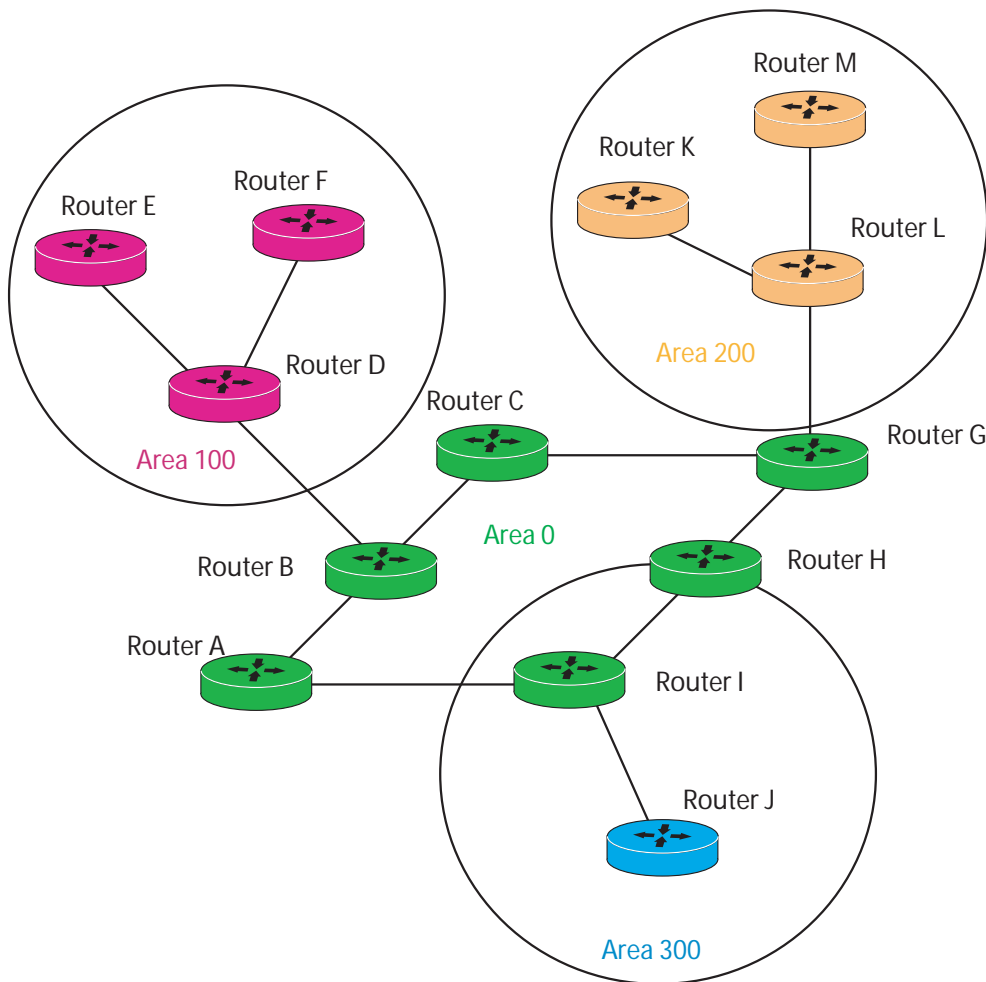 Router M
Router K
Router F
Router E
Router L
Area 200
Router D
Router C
Router G
Area 100
Area 0
Router B
Router H
Router A
Router I
Router J
Area 300